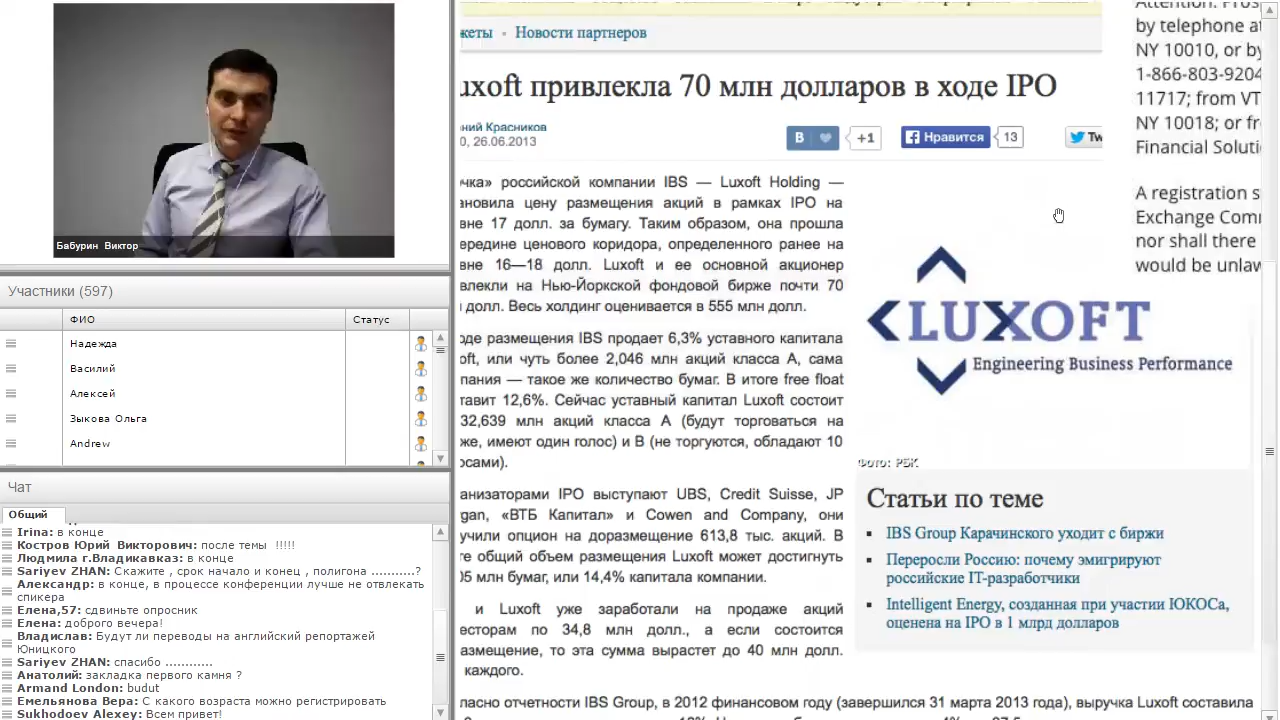 Бабурин Виктор
Участники (597)
ФИО
Статус
Надежда
Василий
Алексей
Зыкова Ольга
Andrew
Чат
Общий
Irina: в конце
Костров Юрий Викторович: после темы !!!!!
Людмила г.Владикавказ: в конце
Sariyev ZHAN: Скажите , срок начало и конец , полигона ...........?
Александр: в конце, в процессе конференции лучше не отвлекать
спикера
Елена,57: сдвиньте опросник
Елена: доброго вечера!
Владислав: Будут ли переводы на английский репортажей
Юницкого
Sariyev ZHAN: спасибо ............
Анатолий: закладка первого камня ?
Armand London: budut
Емельянова Вера: С какого возраста можно регистрировать
Sukhodoev Alexey: Всем привет!
жеты • Новости партнеров
uxoft привлекла 70 млн долларов в ходе IPO
ний Красников
0, 26.06.2013
В
+1
Нравится
13
Tw
чка» российской компании IBS — Luxoft Holding —
ановила цену размещения акций в рамках IPO на
вне 17 долл. за бумагу. Таким образом, она прошла
ередине ценового коридора, определенного ранее на
вне 16—18 долл. Luxoft и ее основной акционер
влекли на Нью-Йоркской фондовой бирже почти 70
долл. Весь холдинг оценивается в 555 млн долл.
оде размещения IBS продает 6,3% уставного капитала
oft, или чуть более 2,046 млн акций класса А, сама
пания — такое же количество бумаг. В итоге free float
тавит 12,6%. Сейчас уставный капитал Luxoft состоит
32,639 млн акций класса А (будут торговаться на
же, имеют один голос) и В (не торгуются, обладают 10
осами).
анизаторами IPO выступают UBS, Credit Suisse, JP
rgan, «ВТБ Капитал» и Cowen and Company, они
учили опцион на доразмещение 613,8 тыс. акций. В
ге общий объем размещения Luxoft может достигнуть
05 млн бумаг, или 14,4% капитала компании.
и Luxoft уже заработали на продаже акций
есторам по 34,8 млн долл., а если состоится
азмещение, то эта сумма вырастет до 40 млн долл.
каждого.
ласно отчетности IBS Group, в 2012 финансовом году (завершился 31 марта 2013 года), выручка Luxoft составила
LUXOFT
Engineering Business Performance
Фото: РБК
Статьи по теме
IBS Group Карачинского уходит с биржи
Переросли Россию: почему эмигрируют
российские IT-разработчики
Intelligent Energy, созданная при участии ЮКОСа,
оценена на IPO в 1 млрд долларов
by telephone at
NY 10010, or by
1-866-803-9204
11717; from VT
NY 10018; or fr
Financial Soluti
A registration s
Exchange Com
nor shall there
would be unlaw